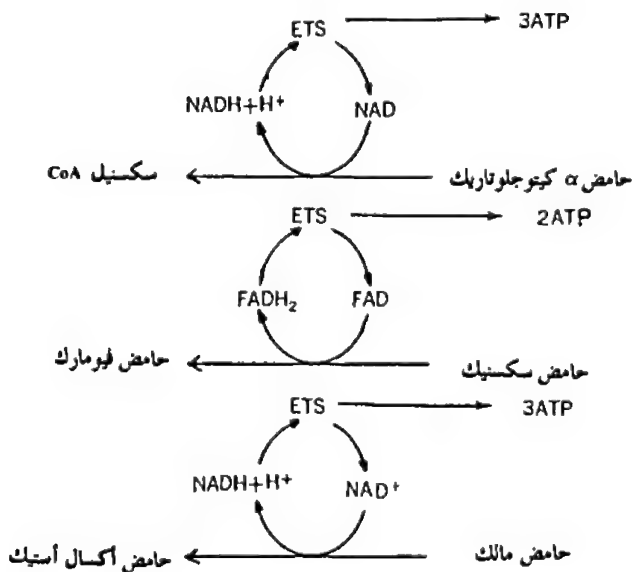 ETS 3ATP
NADH+H⁺ NAD
حامض α كيتوجلوتاريك سكسنيل CoA
ETS 2ATP
FADH₂ FAD
حامض سكسنيك حامض فيومارك
ETS 3ATP
NADH+H⁺ NAD⁺
حامض مالك حامض أكسال أستيك